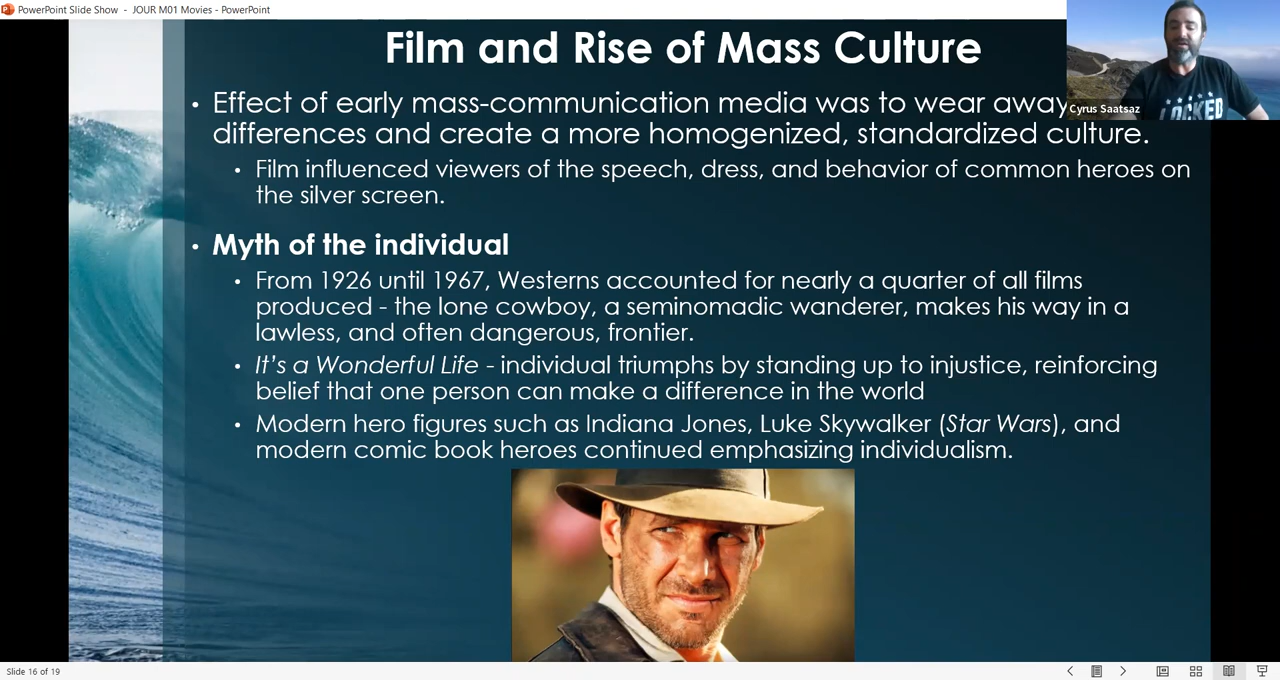 PowerPoint Slide Show - JOUR M01 Movies - PowerPoint
Film and Rise of Mass Culture
• Effect of early mass-communication media was to wear away
differences and create a more homogenized, standardized culture.
• Film influenced viewers of the speech, dress, and behavior of common heroes on
the silver screen.
• Myth of the individual
• From 1926 until 1967, Westerns accounted for nearly a quarter of all films
produced - the lone cowboy, a seminomadic wanderer, makes his way in a
lawless, and often dangerous, frontier.
• It's a Wonderful Life - individual triumphs by standing up to injustice, reinforcing
belief that one person can make a difference in the world
• Modern hero figures such as Indiana Jones, Luke Skywalker (Star Wars), and
modern comic book heroes continued emphasizing individualism.
Cyrus Saatsaz
LOCKED
Slide 16 of 19